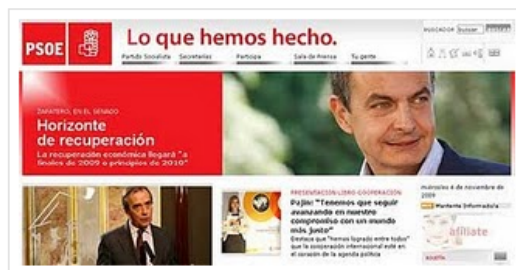 PSOE
Lo que hemos hecho.
BUSCADOR buscar
Partido Socialista Secretarías Participa Sala de Prensa Tu gente
ZAPATERO, EN EL SENADO
Horizonte
de recuperación
La recuperación económica llegará "a
finales de 2009 o principios de 2010"
PRESENTACION LIBRO COOPERACIÓN
Pajín: "Tenemos que seguir
avanzando en nuestro
compromiso con un mundo
más justo"
Destaca que "hemos logrado entre todos"
que la cooperación internacional esté en
el corazón de la agenda política
miércoles 4 de noviembre de
2009
Mantente Informado/a
afíliate